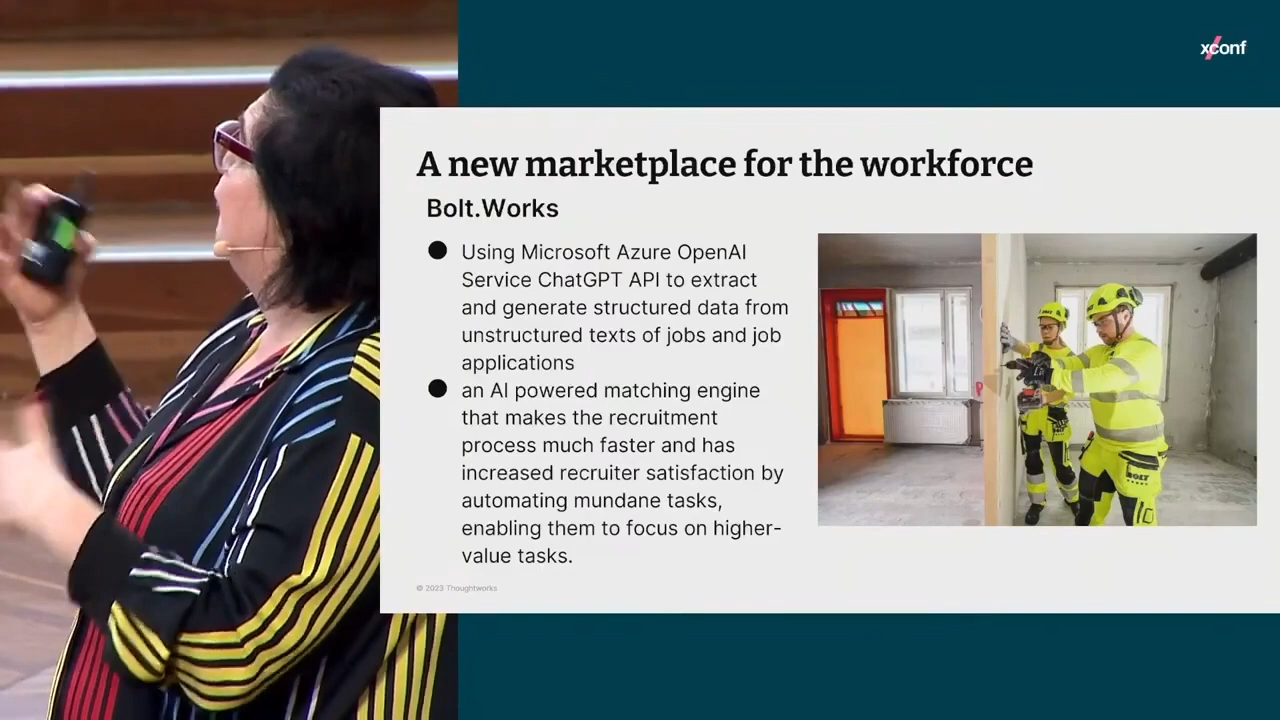 xconf
A new marketplace for the workforce
Bolt.Works
● Using Microsoft Azure OpenAI
Service ChatGPT API to extract
and generate structured data from
unstructured texts of jobs and job
applications
● an AI powered matching engine
that makes the recruitment
process much faster and has
increased recruiter satisfaction by
automating mundane tasks,
enabling them to focus on higher-
value tasks.
BOLT
© 2023 Thoughtworks